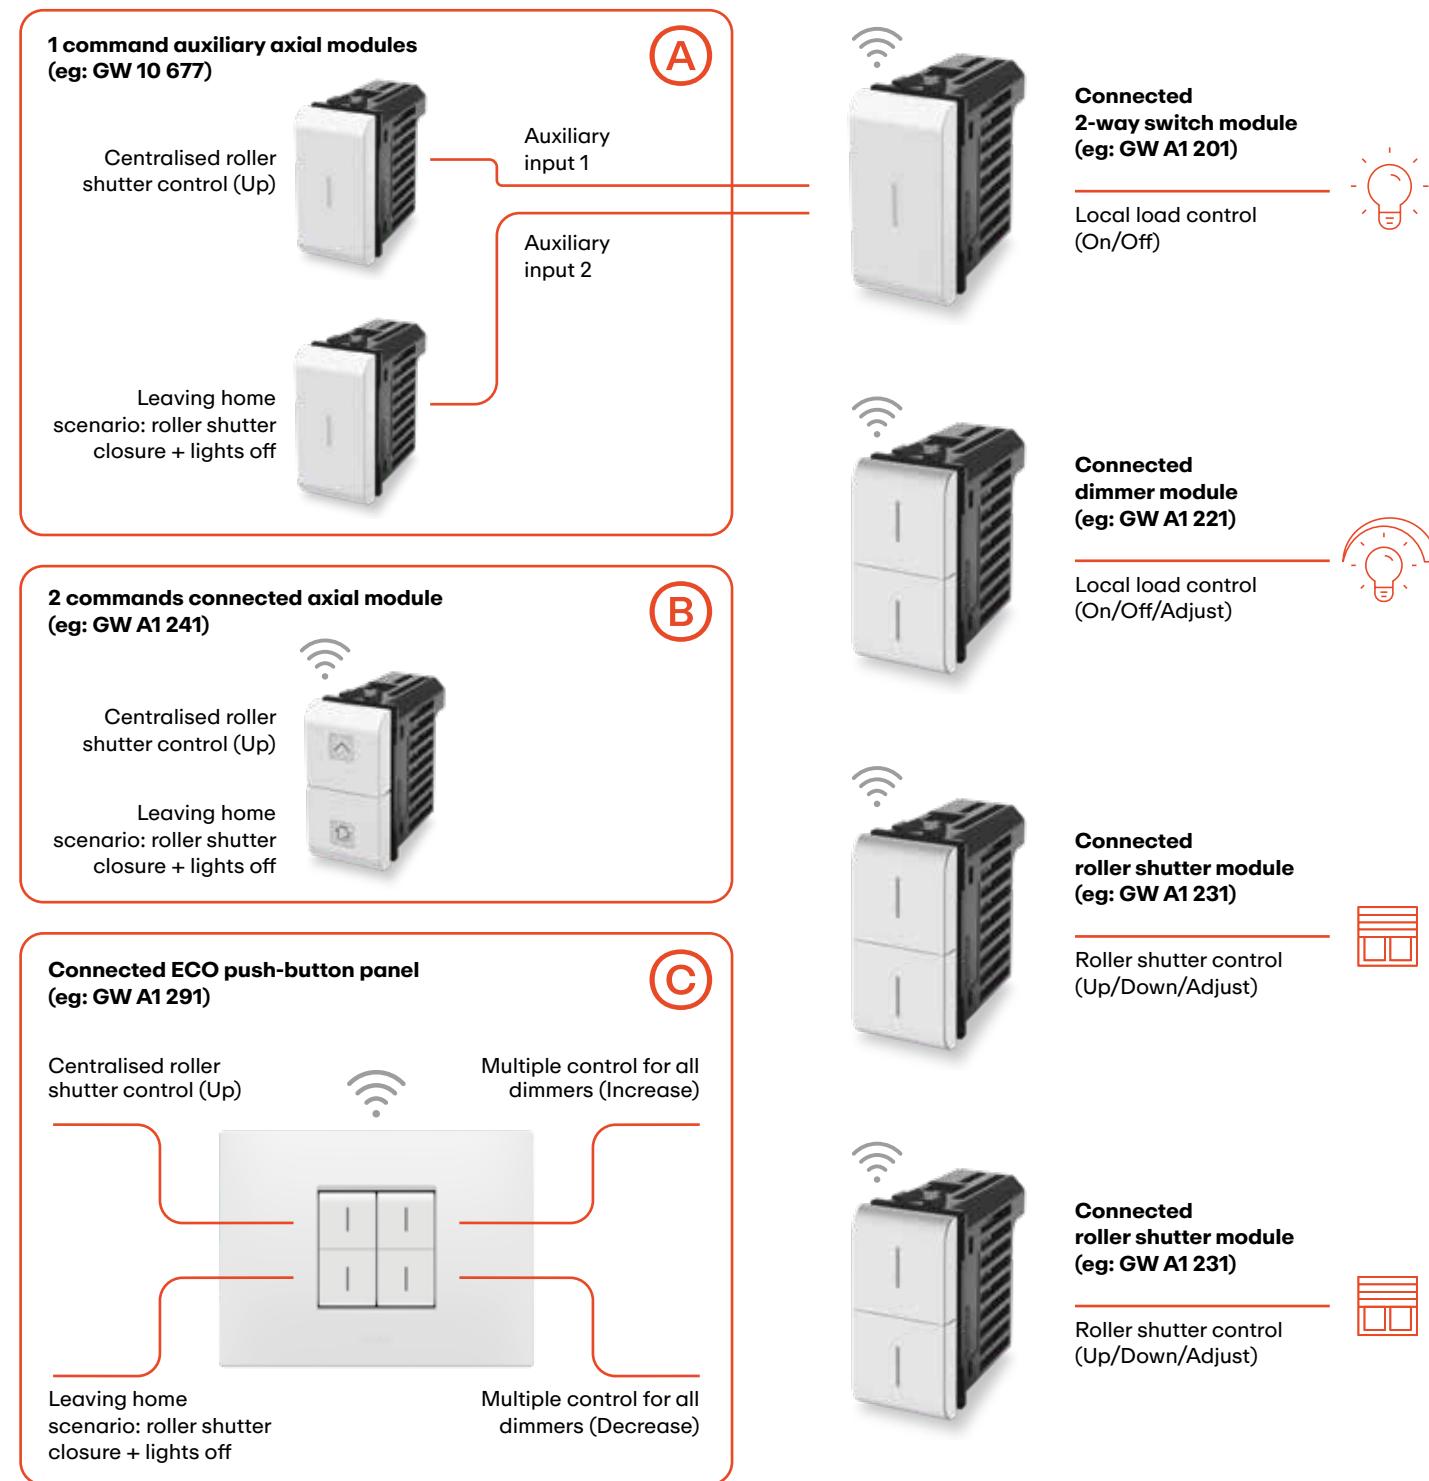 1 command auxiliary axial modules
(eg: GW 10 677)
A
Centralised roller
shutter control (Up)
Auxiliary
input 1
Auxiliary
input 2
Leaving home
scenario: roller shutter
closure + lights off
2 commands connected axial module
(eg: GW A1 241)
B
Centralised roller
shutter control (Up)
Leaving home
scenario: roller shutter
closure + lights off
Connected ECO push-button panel
(eg: GW A1 291)
C
Centralised roller
shutter control (Up)
Multiple control for all
dimmers (Increase)
Leaving home
scenario: roller shutter
closure + lights off
Multiple control for all
dimmers (Decrease)
Connected
2-way switch module
(eg: GW A1 201)
Local load control
(On/Off)
Connected
dimmer module
(eg: GW A1 221)
Local load control
(On/Off/Adjust)
Connected
roller shutter module
(eg: GW A1 231)
Roller shutter control
(Up/Down/Adjust)
Connected
roller shutter module
(eg: GW A1 231)
Roller shutter control
(Up/Down/Adjust)